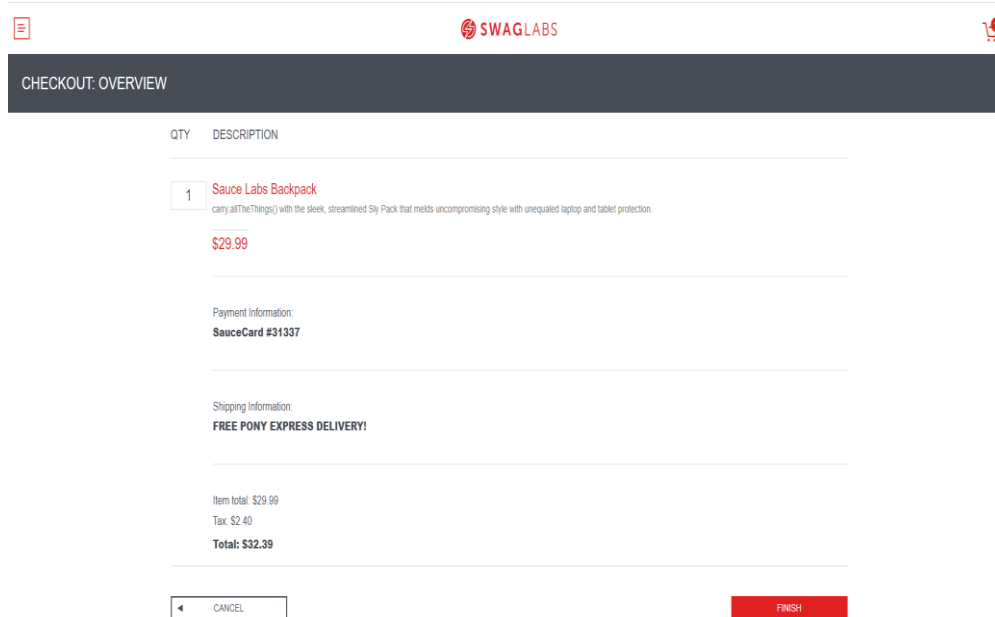 SWAGLABS
CHECKOUT: OVERVIEW
QTY DESCRIPTION
1 Sauce Labs Backpack
carry.allTheThings() with the sleek, streamlined Sly Pack that melds uncompromising style with unequaled laptop and tablet protection.
$29.99
Payment Information:
SauceCard #31337
Shipping Information:
FREE PONY EXPRESS DELIVERY!
Item total: $29.99
Tax: $2.40
Total: $32.39
CANCEL FINISH